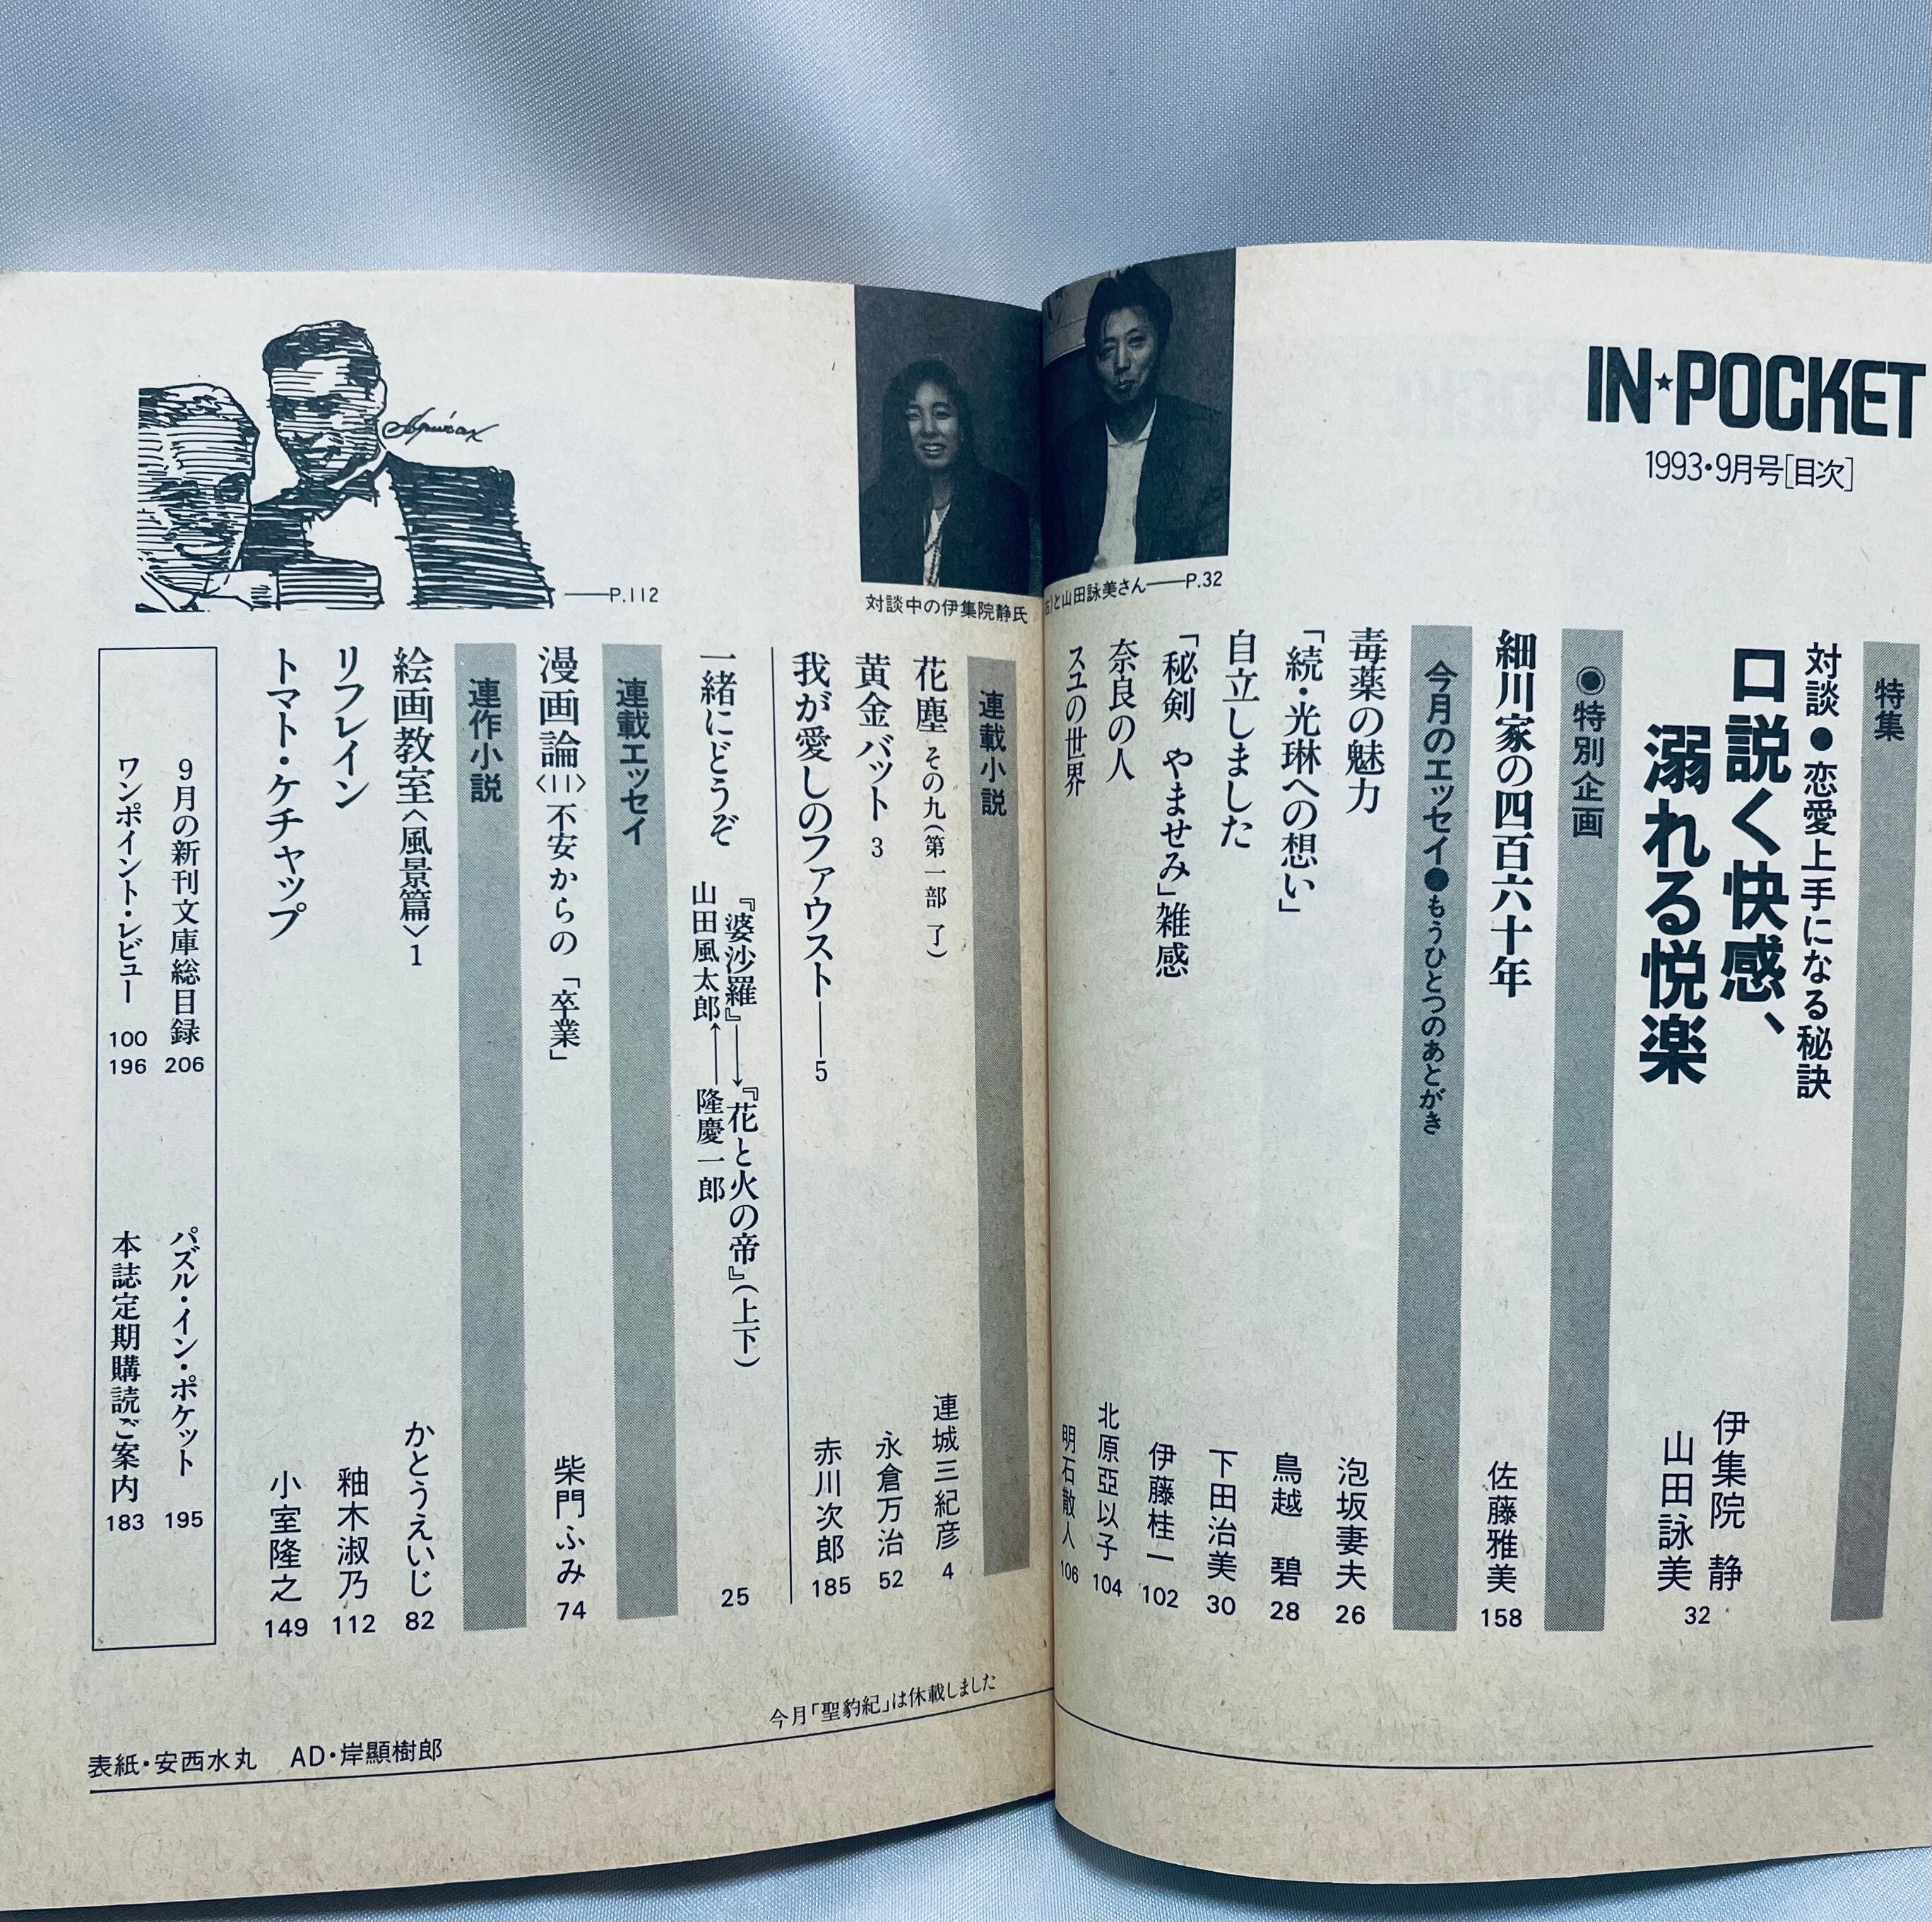 IN★POCKET
1993・9月号[目次]
特集
対談●恋愛上手になる秘訣
口説く快感、
溺れる悦楽
伊集院 静
山田詠美
32
◉特別企画
細川家の四百六十年
佐藤雅美 158
今月のエッセイ●もうひとつのあとがき
毒薬の魅力
泡坂妻夫 26
「続・光琳への想い」
鳥越 碧 28
自立しました
下田治美 30
「秘剣 やませみ」雑感
伊藤桂一 102
奈良の人
北原亞以子 104
スユの世界
明石散人 106
対談中の伊集院静氏
右)と山田詠美さん――P.32
連載小説
花塵 その九(第一部 了)
連城三紀彦 4
黄金バット 3
永倉万治 52
我が愛しのファウスト――5
赤川次郎 185
一緒にどうぞ
『婆沙羅』→『花と火の帝』(上下)
山田風太郎←隆慶一郎
25
連載エッセイ
漫画論〈11〉不安からの「卒業」
柴門ふみ 74
連作小説
絵画教室〈風景篇〉1
かとうえいじ 82
リフレイン
釉木淑乃 112
トマト・ケチャップ
小室隆之 149
――P.112
9月の新刊文庫総目録 206
パズル・イン・ポケット 195
ワンポイント・レビュー 100 196
本誌定期購読ご案内 183
今月「聖豹紀」は休載しました
表紙・安西水丸 AD・岸顯樹郎